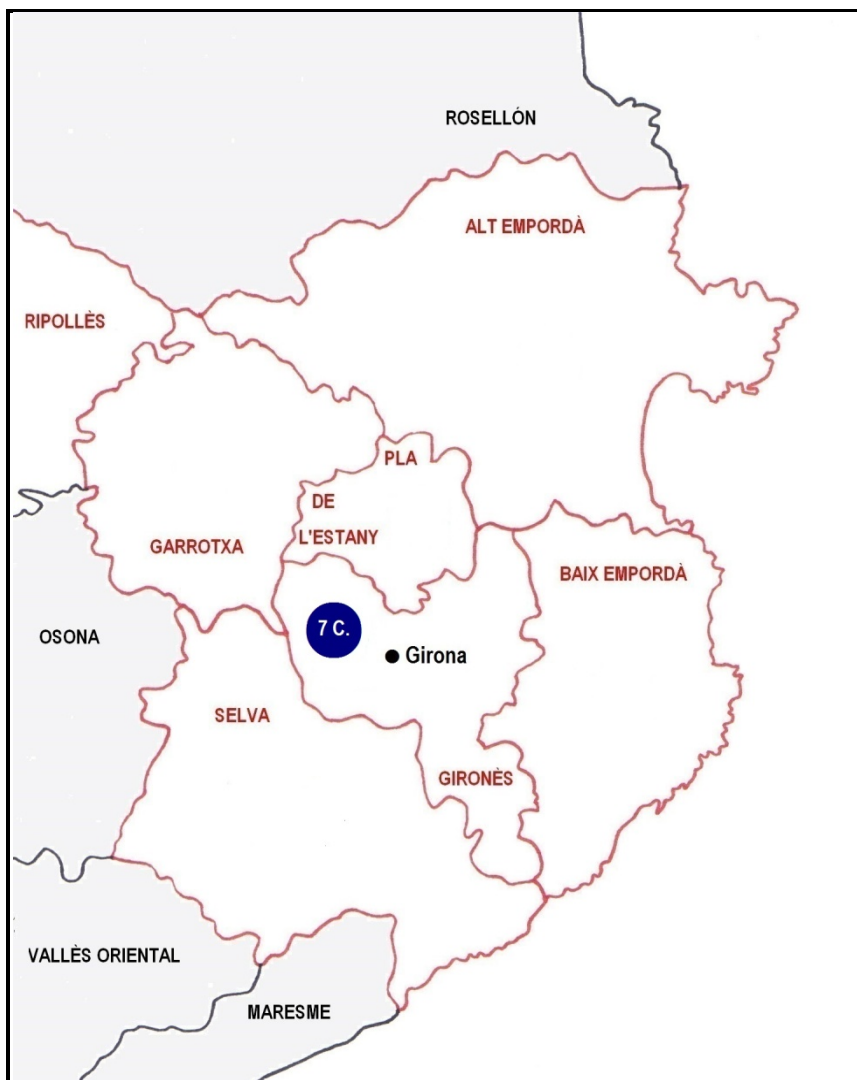 ROSELLÓN
ALT EMPORDÀ
RIPOLLÈS
PLA
DE
L'ESTANY
GARROTXA
BAIX EMPORDÀ
7 C.
OSONA
Girona
SELVA
GIRONÈS
VALLÈS ORIENTAL
MARESME